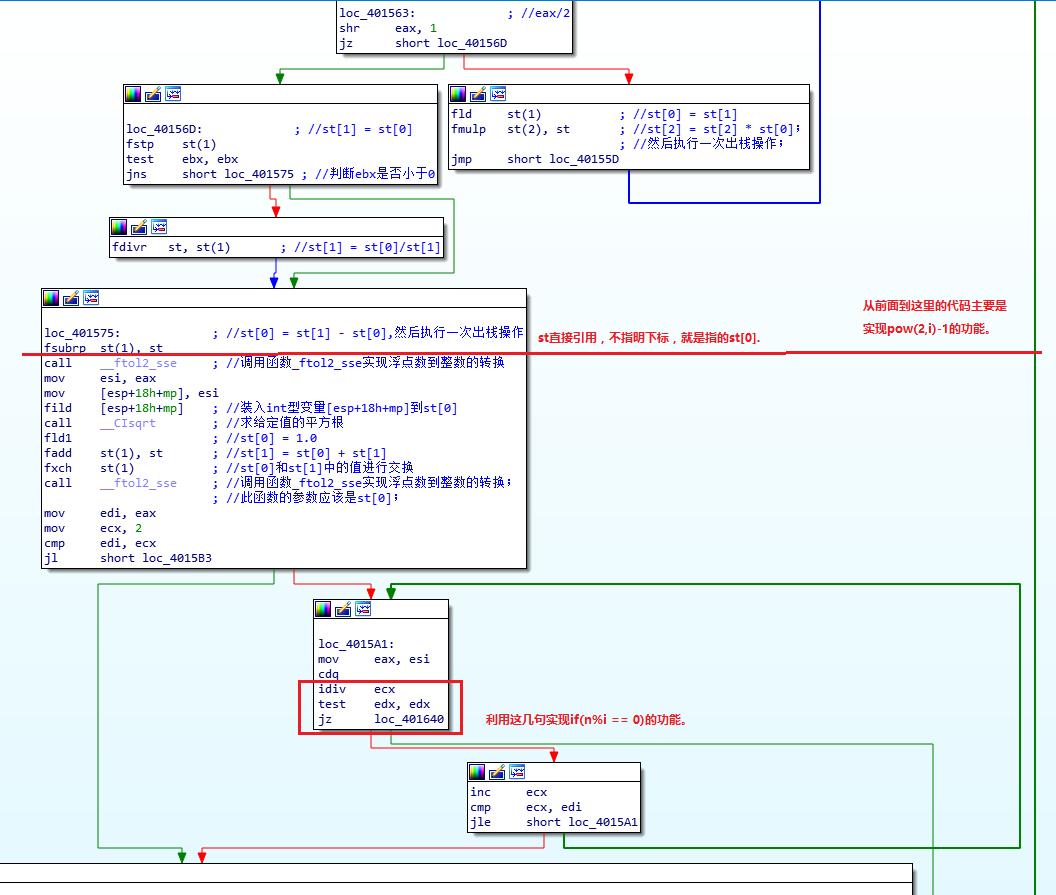 loc_401563: ; //eax/2
shr eax, 1
jz short loc_40156D
loc_40156D: ; //st[1] = st[0]
fstp st(1)
test ebx, ebx
jns short loc_401575 ; //判断ebx是否小于0
fld st(1) ; //st[0] = st[1]
fmulp st(2), st ; //st[2] = st[2] * st[0];
; //然后执行一次出栈操作;
jmp short loc_40155D
fdivr st, st(1) ; //st[1] = st[0]/st[1]
从前面到这里的代码主要是
实现pow(2,i)-1的功能。
loc_401575: ; //st[0] = st[1] - st[0],然后执行一次出栈操作
st直接引用，不指明下标，就是指的st[0].
fsubrp st(1), st
call __ftol2_sse ; //调用函数_ftol2_sse实现浮点数到整数的转换
mov esi, eax
mov [esp+18h+mp], esi
fild [esp+18h+mp] ; //装入int型变量[esp+18h+mp]到st[0]
call __CIsqrt ; //求给定值的平方根
fld1 ; //st[0] = 1.0
fadd st(1), st ; //st[1] = st[0] + st[1]
fxch st(1) ; //st[0]和st[1]中的值进行交换
call __ftol2_sse ; //调用函数_ftol2_sse实现浮点数到整数的转换;
; //此函数的参数应该是st[0];
mov edi, eax
mov ecx, 2
cmp edi, ecx
jl short loc_4015B3
loc_4015A1:
mov eax, esi
cdq
idiv ecx
test edx, edx
jz loc_401640
利用这几句实现if(n%i == 0)的功能。
inc ecx
cmp ecx, edi
jle short loc_4015A1